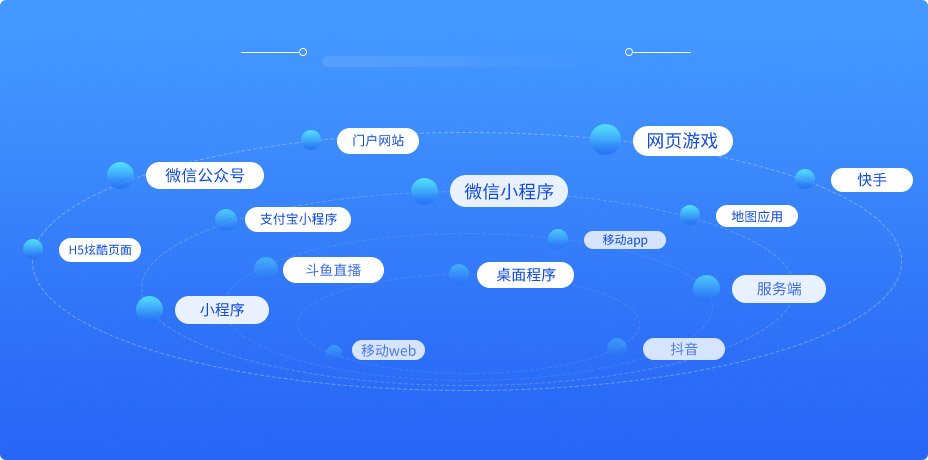 门户网站
网页游戏
微信公众号
快手
微信小程序
支付宝小程序
地图应用
H5炫酷页面
移动app
斗鱼直播
桌面程序
服务端
小程序
移动web
抖音